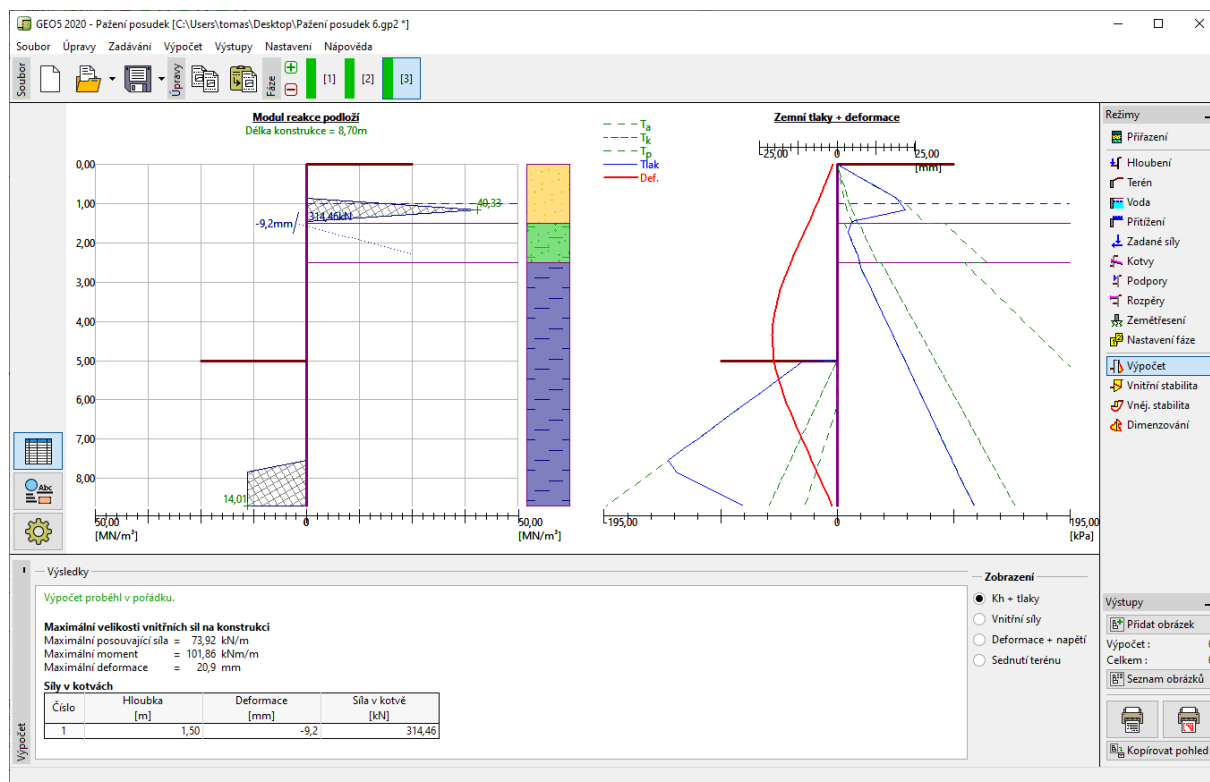 GEO5 2020 - Pažení posudek [C:\Users\tomas\Desktop\Pažení posudek 6.gp2 *]
Soubor Úpravy Zadávání Výpočet Výstupy Nastavení Nápověda
Soubor
Úpravy
Fáze
[1] [2] [3]
Modul reakce podloží
Délka konstrukce = 8,70m
0,00
1,00
2,00
3,00
4,00
5,00
6,00
7,00
8,00
40,33
314,46kN
-9,2mm
14,01
50,00 0 50,00
[MN/m³] [MN/m³]
Ta
Tk
Tp
Tlak
Def.
Zemní tlaky + deformace
-25,00 0 25,00
[mm]
-195,00 0 195,00
[kPa]
Režimy
Přiřazení
Hloubení
Terén
Voda
Přitížení
Zadané síly
Kotvy
Podpory
Rozpěry
Zemětřesení
Nastavení fáze
Výpočet
Vnitřní stabilita
Vněj. stabilita
Dimenzování
Abc
Výpočet
Výsledky
Výpočet proběhl v pořádku.
Maximální velikosti vnitřních sil na konstrukci
Maximální posouvající síla = 73,92 kN/m
Maximální moment = 101,86 kNm/m
Maximální deformace = 20,9 mm
Síly v kotvách
Číslo Hloubka Deformace Síla v kotvě
[m] [mm] [kN]
1 1,50 -9,2 314,46
Zobrazení
Kh + tlaky
Vnitřní síly
Deformace + napětí
Sednutí terénu
Výstupy
Přidat obrázek
Výpočet :
Celkem :
Seznam obrázků
Kopírovat pohled